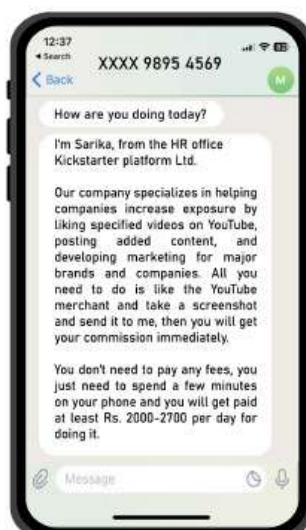 12:37
Search
XXXX 9895 4569
Back
M
How are you doing today?
I'm Sarika, from the HR office
Kickstarter platform Ltd.
Our company specializes in helping
companies increase exposure by
liking specified videos on YouTube,
posting added content, and
developing marketing for major
brands and companies. All you
need to do is like the YouTube
merchant and take a screenshot
and send it to me, then you will get
your commission immediately.
You don't need to pay any fees, you
just need to spend a few minutes
on your phone and you will get paid
at least Rs. 2000-2700 per day for
doing it.
Message